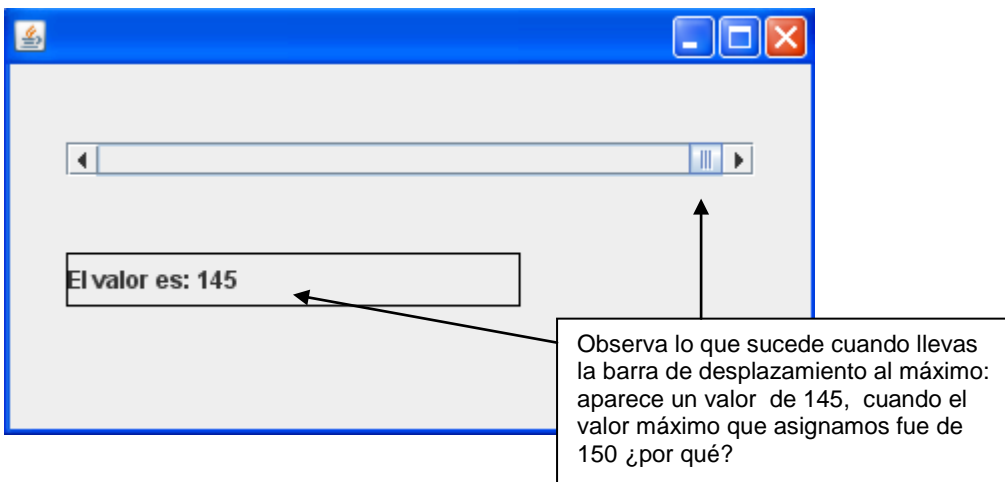 El valor es: 145
Observa lo que sucede cuando llevas
la barra de desplazamiento al máximo:
aparece un valor de 145, cuando el
valor máximo que asignamos fue de
150 ¿por qué?